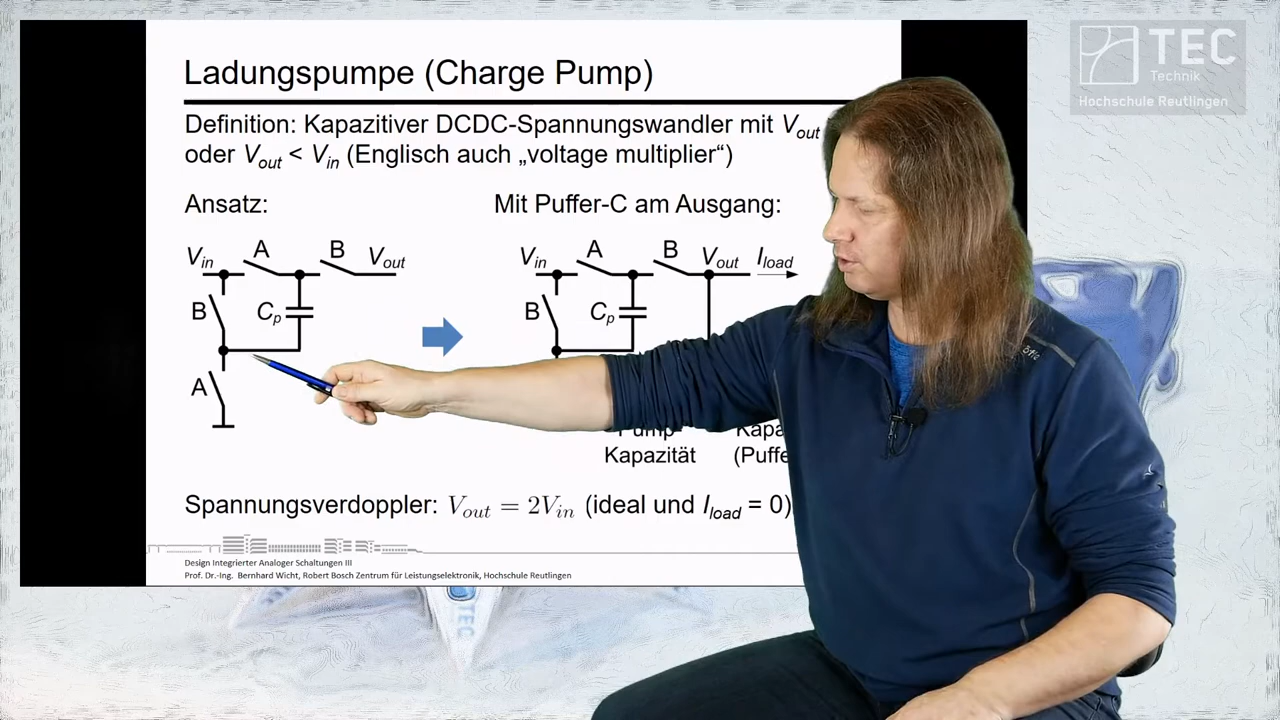 Ladungspumpe (Charge Pump)
Definition: Kapazitiver DCDC-Spannungswandler mit Vout
oder Vout < Vin (Englisch auch „voltage multiplier“)
Ansatz:
Mit Puffer-C am Ausgang:
Vin A B Vout
B Cp
A
Vin A B Vout Iload
B Cp
Pump-
Kapazität (Puffe
Spannungsverdoppler: Vout = 2Vin (ideal und Iload = 0)
Design Integrierter Analoger Schaltungen III
Prof. Dr.-Ing. Bernhard Wicht, Robert Bosch Zentrum für Leistungselektronik, Hochschule Reutlingen
TEC
Technik
Hochschule Reutlingen
TEC